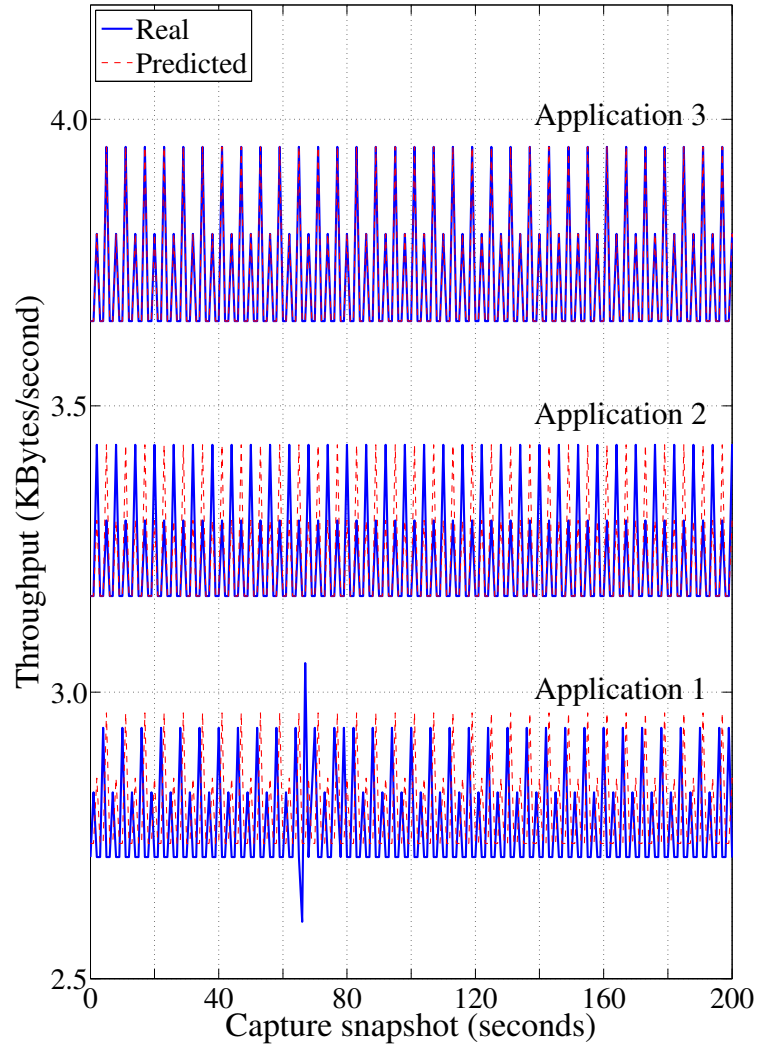 Real
Predicted
Application 3
4.0
Application 2
3.5
Application 1
3.0
2.5
0 40 80 120 160 200
Capture snapshot (seconds)
Throughput (KBytes/second)